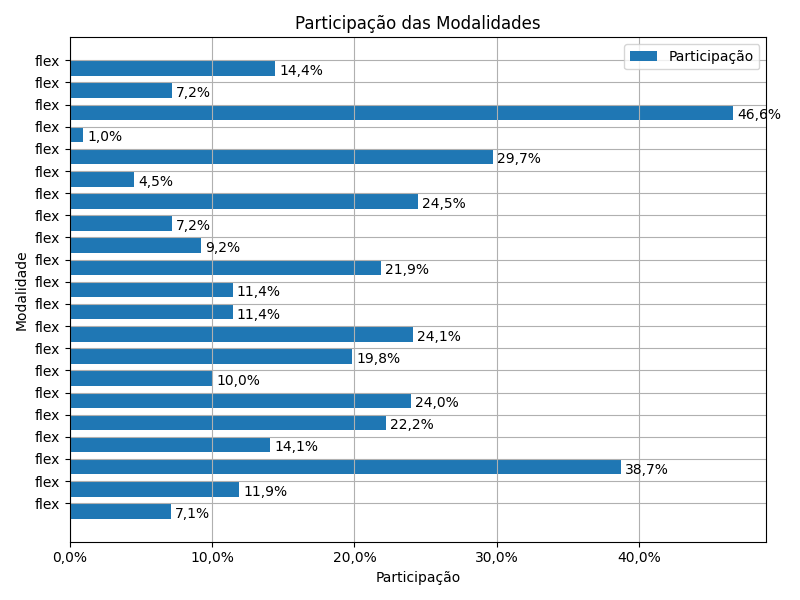 Participação das Modalidades
Participação
flex
14,4%
flex
7,2%
flex
46,6%
flex
1,0%
flex
29,7%
flex
4,5%
flex
24,5%
flex
7,2%
flex
9,2%
flex
21,9%
flex
11,4%
flex
11,4%
flex
24,1%
flex
19,8%
flex
10,0%
flex
24,0%
flex
22,2%
flex
14,1%
flex
38,7%
flex
11,9%
flex
7,1%
Modalidade
0,0% 10,0% 20,0% 30,0% 40,0%
Participação